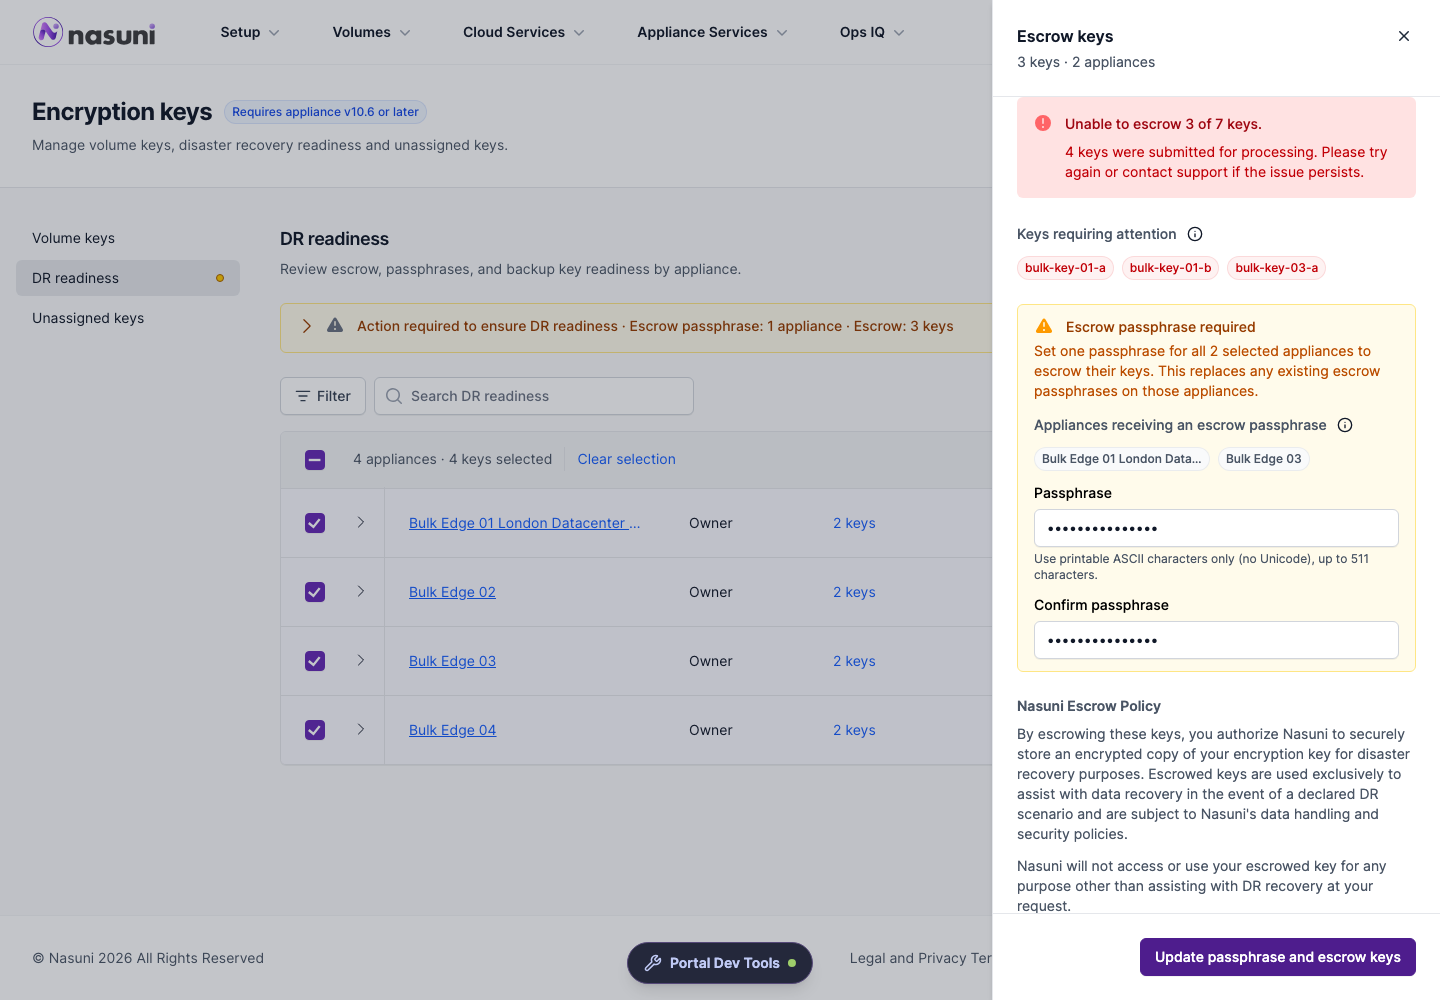 nasuni
Setup
Volumes
Cloud Services
Appliance Services
Ops IQ
Encryption keys
Requires appliance v10.6 or later
Manage volume keys, disaster recovery readiness and unassigned keys.
Volume keys
DR readiness
Unassigned keys
DR readiness
Review escrow, passphrases, and backup key readiness by appliance.
Action required to ensure DR readiness · Escrow passphrase: 1 appliance · Escrow: 3 keys
Filter
Search DR readiness
4 appliances · 4 keys selected
Clear selection
Bulk Edge 01 London Datacenter ... Owner 2 keys
Bulk Edge 02 Owner 2 keys
Bulk Edge 03 Owner 2 keys
Bulk Edge 04 Owner 2 keys
© Nasuni 2026 All Rights Reserved
Portal Dev Tools
Legal and Privacy Ter
Escrow keys
3 keys · 2 appliances
Unable to escrow 3 of 7 keys.
4 keys were submitted for processing. Please try
again or contact support if the issue persists.
Keys requiring attention
bulk-key-01-a
bulk-key-01-b
bulk-key-03-a
Escrow passphrase required
Set one passphrase for all 2 selected appliances to
escrow their keys. This replaces any existing escrow
passphrases on those appliances.
Appliances receiving an escrow passphrase
Bulk Edge 01 London Data...
Bulk Edge 03
Passphrase
•••••••••••••••
Use printable ASCII characters only (no Unicode), up to 511
characters.
Confirm passphrase
•••••••••••••••
Nasuni Escrow Policy
By escrowing these keys, you authorize Nasuni to securely
store an encrypted copy of your encryption key for disaster
recovery purposes. Escrowed keys are used exclusively to
assist with data recovery in the event of a declared DR
scenario and are subject to Nasuni's data handling and
security policies.
Nasuni will not access or use your escrowed key for any
purpose other than assisting with DR recovery at your
request.
Update passphrase and escrow keys